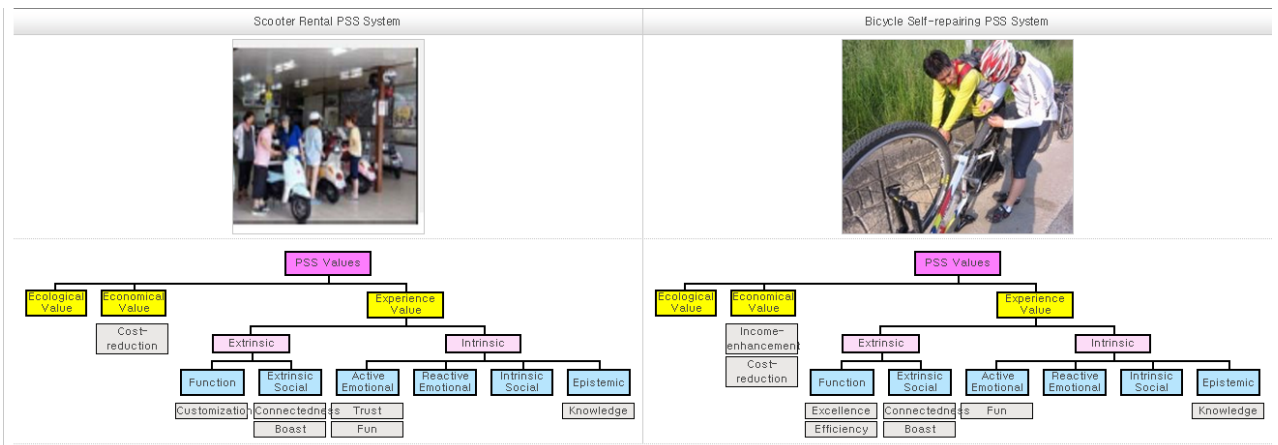 Scooter Rental PSS System
PSS Values
Ecological
Value
Economical
Value
Experience
Value
Cost-
reduction
Extrinsic
Intrinsic
Function
Extrinsic
Social
Active
Emotional
Reactive
Emotional
Intrinsic
Social
Epistemic
Customization
Connectedness
Trust
Knowledge
Boast
Fun
Bicycle Self-repairing PSS System
PSS Values
Ecological
Value
Economical
Value
Experience
Value
Income-
enhancement
Cost-
reduction
Extrinsic
Intrinsic
Function
Extrinsic
Social
Active
Emotional
Reactive
Emotional
Intrinsic
Social
Epistemic
Excellence
Connectedness
Fun
Knowledge
Efficiency
Boast